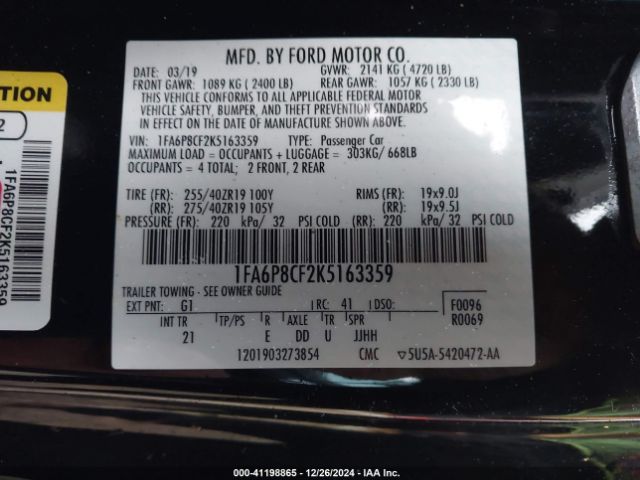 MFD. BY FORD MOTOR CO.
DATE: 03/19 GVWR: 2141 KG ( 4720 LB)
FRONT GAWR: 1089 KG ( 2400 LB) REAR GAWR: 1057 KG ( 2330 LB)
THIS VEHICLE CONFORMS TO ALL APPLICABLE FEDERAL MOTOR
VEHICLE SAFETY, BUMPER, AND THEFT PREVENTION STANDARDS
IN EFFECT ON THE DATE OF MANUFACTURE SHOWN ABOVE.
VIN: 1FA6P8CF2K5163359 TYPE: Passenger Car
MAXIMUM LOAD = OCCUPANTS + LUGGAGE = 303KG/ 668LB
OCCUPANTS = 4 TOTAL; 2 FRONT, 2 REAR
TIRE (FR): 255/40ZR19 100Y RIMS (FR): 19x9.0J
(RR): 275/40ZR19 105Y (RR): 19x9.5J
PRESSURE (FR): 220 kPa/ 32 PSI COLD (RR): 220 kPa/ 32 PSI COLD
1FA6P8CF2K5163359
TRAILER TOWING - SEE OWNER GUIDE
EXT PNT: G1 RC: 41 DSO: F0096
INT TR TP/PS R AXLE TR SPR R0069
21 E DD U JJHH
1201903273854 CMC 5U5A-5420472-AA
TION
2
1FA6P8CF2K5163359
000-41198865 - 12/26/2024 - IAA Inc.